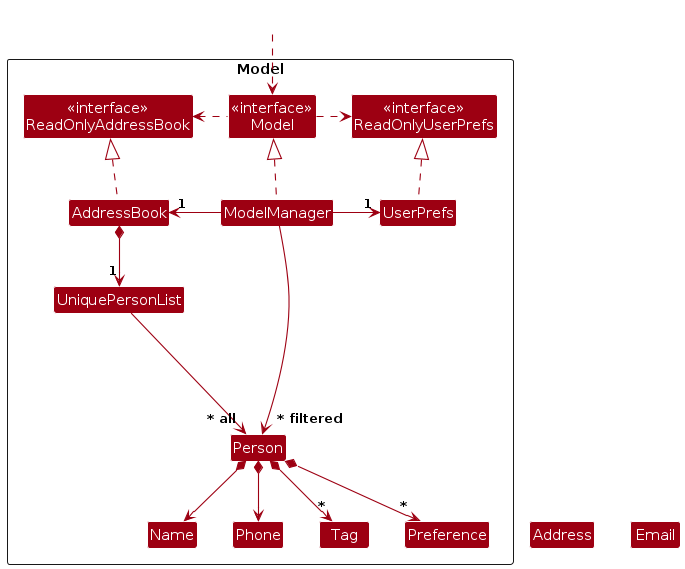 Model
«interface»
ReadOnlyAddressBook
«interface»
Model
«interface»
ReadOnlyUserPrefs
AddressBook
1
ModelManager
1
UserPrefs
1
UniquePersonList
* all
* filtered
Person
*
*
Name
Phone
Tag
Preference
Address
Email